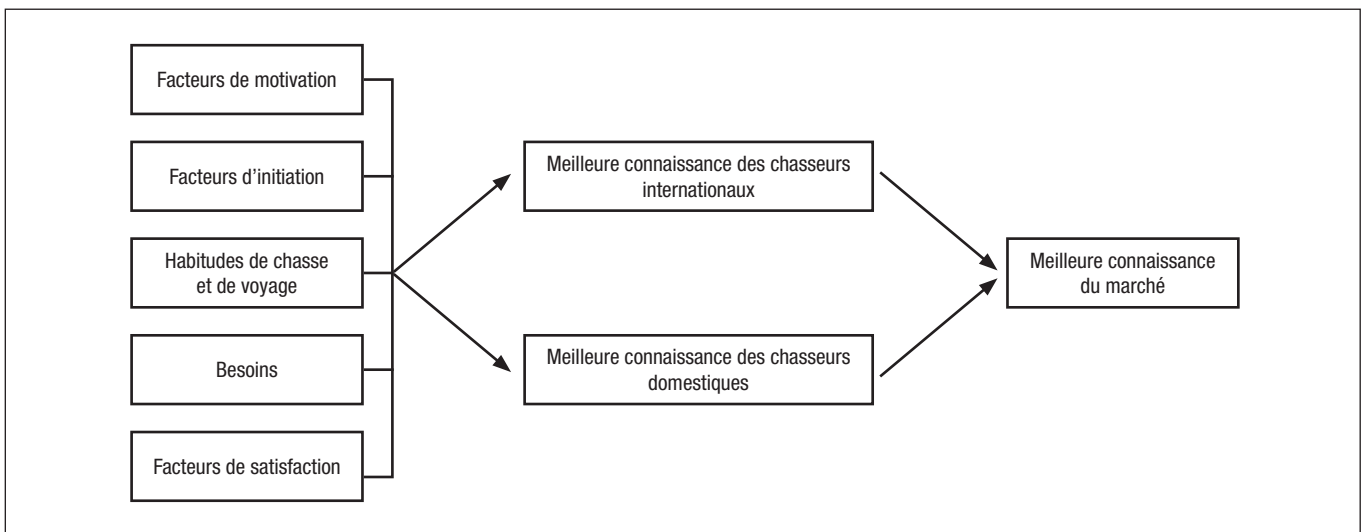 Facteurs de motivation
Facteurs d’initiation
Habitudes de chasse
et de voyage
Besoins
Facteurs de satisfaction
Meilleure connaissance des chasseurs
internationaux
Meilleure connaissance des chasseurs
domestiques
Meilleure connaissance
du marché